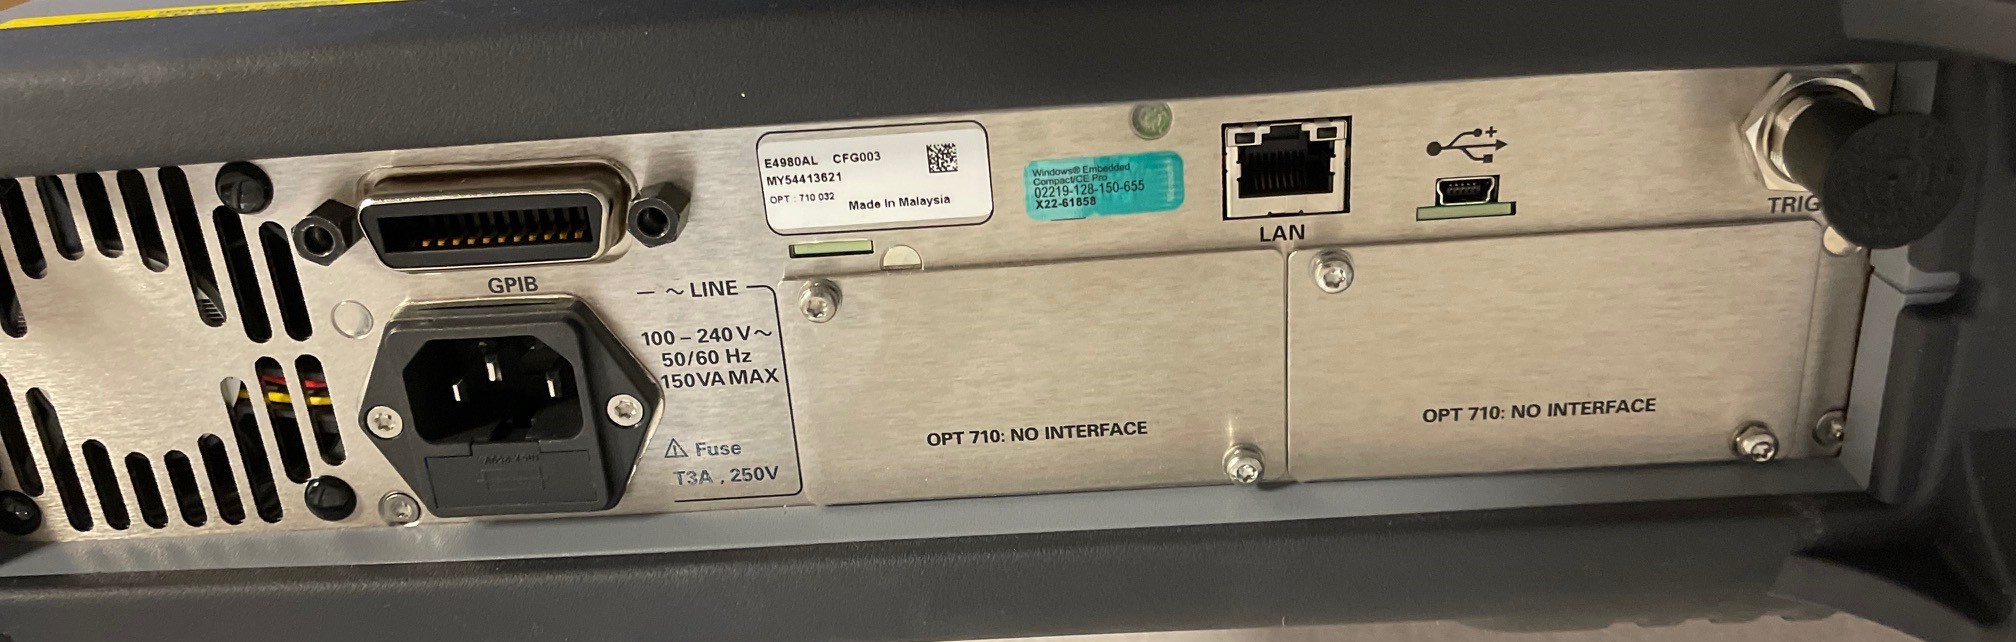 E4980AL CFG003
MY54413621
OPT : 710 032 Made In Malaysia
Windows® Embedded
Compact/CE Pro
02219-128-150-655
X22-61858
LAN
TRIG
GPIB
— ~ LINE
100 – 240 V~
50/60 Hz
150VA MAX
Fuse
T3A , 250V
OPT 710: NO INTERFACE
OPT 710: NO INTERFACE